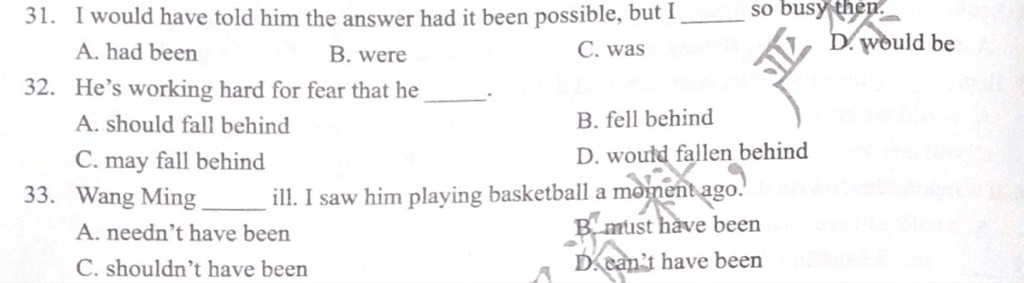 31. I would have told him the answer had it been possible, but I ______ so busy then.
A. had been B. were C. was D. would be
32. He's working hard for fear that he ______.
A. should fall behind B. fell behind
C. may fall behind D. would fallen behind
33. Wang Ming ______ ill. I saw him playing basketball a moment ago.
A. needn't have been B. must have been
C. shouldn't have been D. can't have been